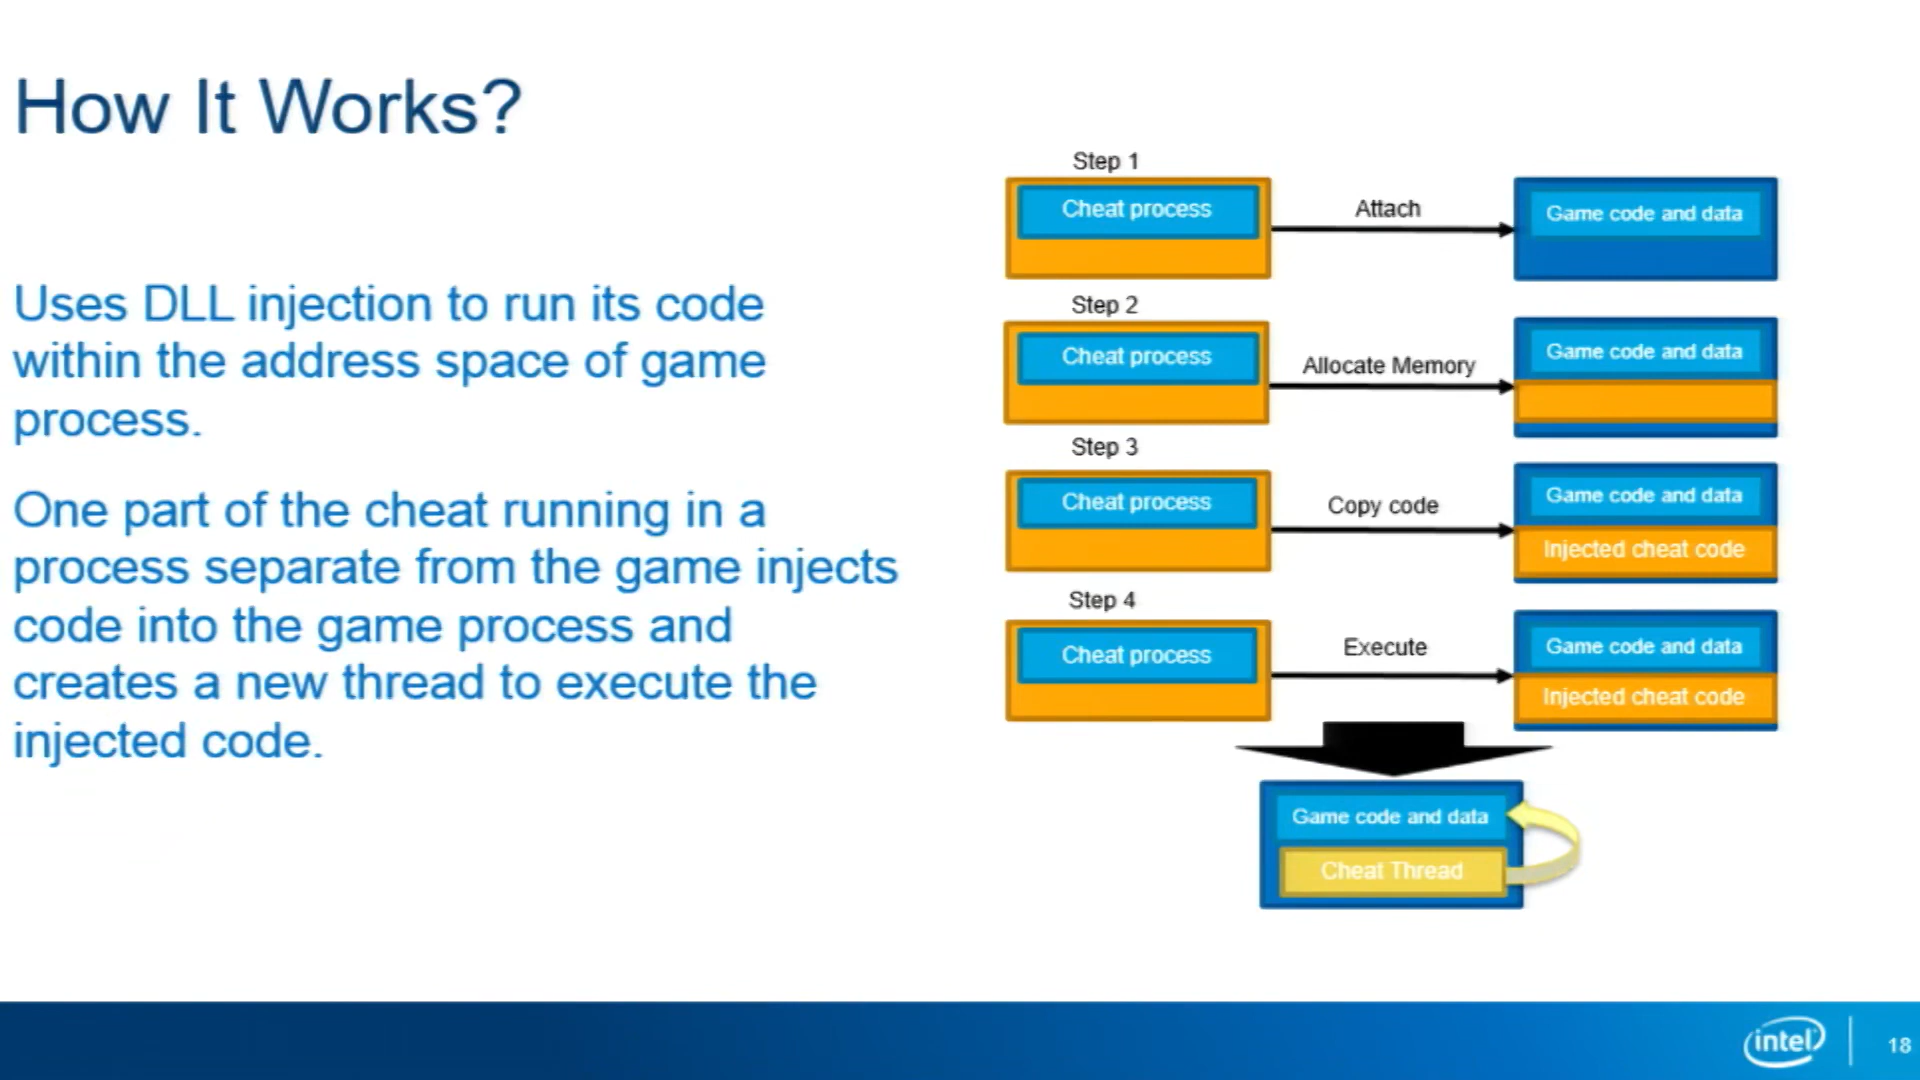 How It Works?
Uses DLL injection to run its code
within the address space of game
process.
One part of the cheat running in a
process separate from the game injects
code into the game process and
creates a new thread to execute the
injected code.
Step 1
Cheat process
Attach
Game code and data
Step 2
Cheat process
Allocate Memory
Game code and data
Step 3
Cheat process
Copy code
Game code and data
Injected cheat code
Step 4
Cheat process
Execute
Game code and data
Injected cheat code
Game code and data
Cheat Thread
intel
18